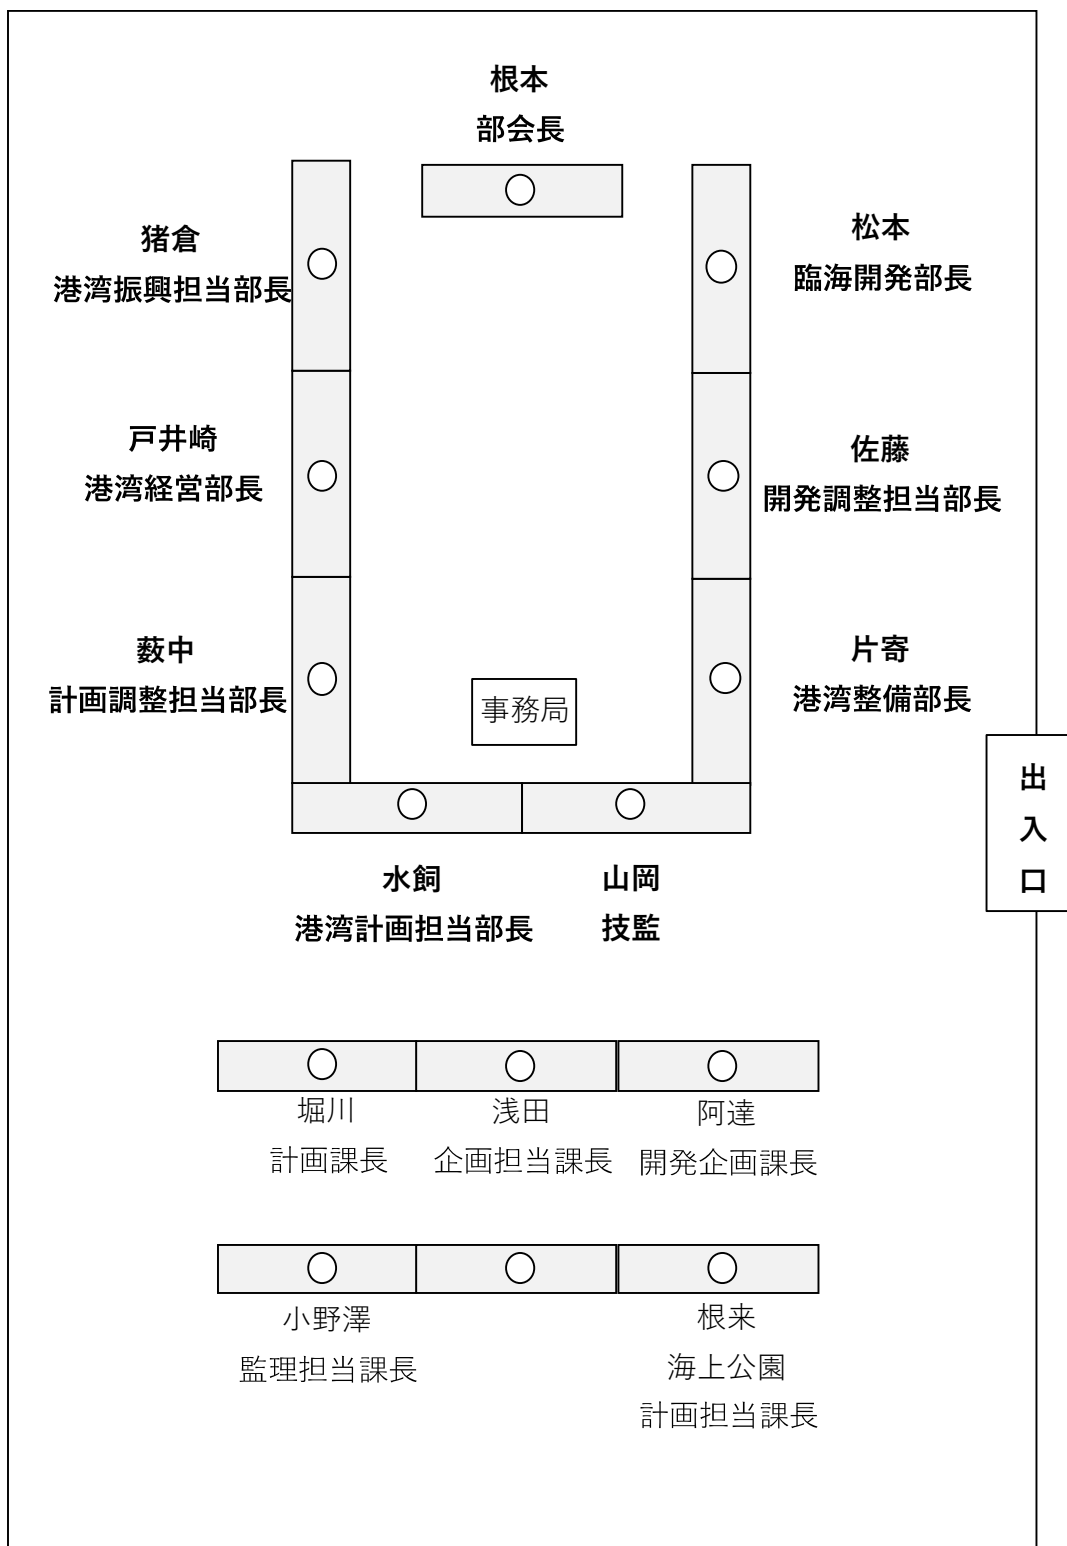 根本
部会長
猪倉
港湾振興担当部長
松本
臨海開発部長
戸井崎
港湾経営部長
佐藤
開発調整担当部長
薮中
計画調整担当部長
片寄
港湾整備部長
事務局
出
入
口
水飼
港湾計画担当部長
山岡
技監
堀川
計画課長
浅田
企画担当課長
阿達
開発企画課長
小野澤
監理担当課長
根来
海上公園
計画担当課長